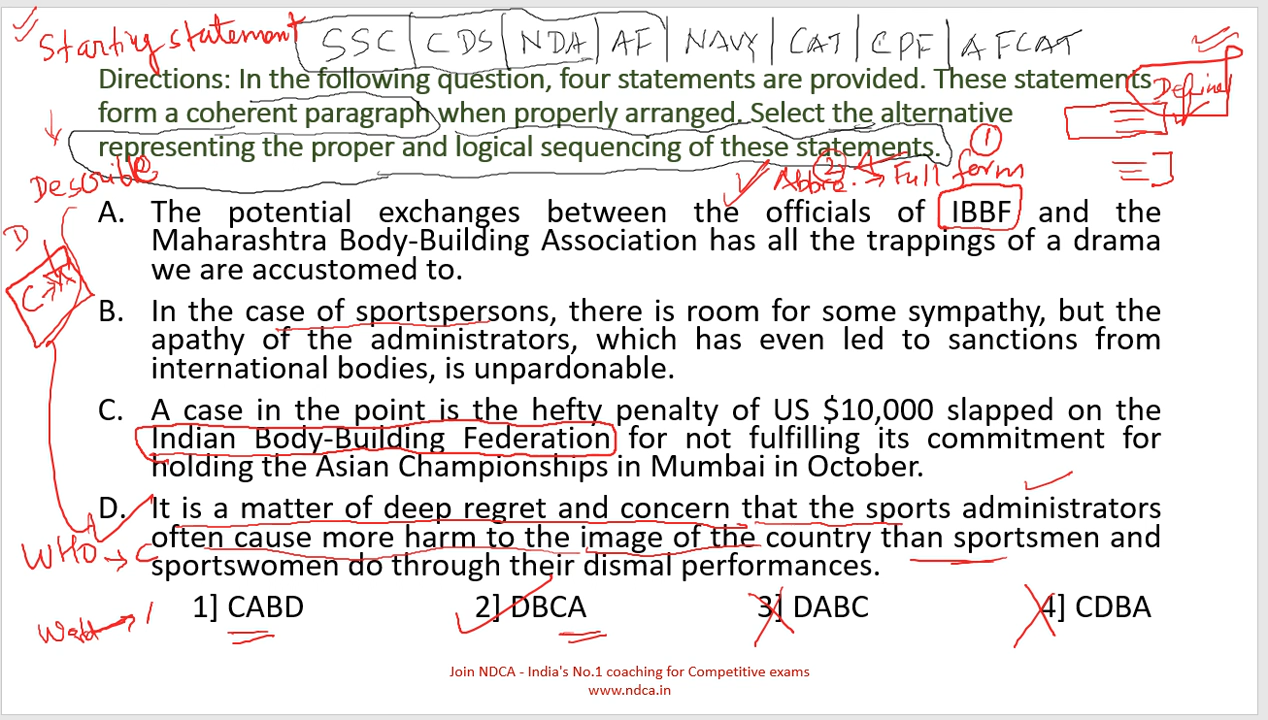 Starting statement SSC | CDS | NDA | AF | NAVY | CAT | CPF | AFCAT
Directions: In the following question, four statements are provided. These statements
form a coherent paragraph when properly arranged. Select the alternative
representing the proper and logical sequencing of these statements.
Describe
Abbre. → Full form
A. The potential exchanges between the officials of IBBF and the
Maharashtra Body-Building Association has all the trappings of a drama
we are accustomed to.
B. In the case of sportspersons, there is room for some sympathy, but the
apathy of the administrators, which has even led to sanctions from
international bodies, is unpardonable.
C. A case in the point is the hefty penalty of US $10,000 slapped on the
Indian Body-Building Federation for not fulfilling its commitment for
holding the Asian Championships in Mumbai in October.
D. It is a matter of deep regret and concern that the sports administrators
often cause more harm to the image of the country than sportsmen and
sportswomen do through their dismal performances.
WHO → C
1] CABD 2] DBCA 3] DABC 4] CDBA
Join NDCA - India's No.1 coaching for Competitive exams
www.ndca.in